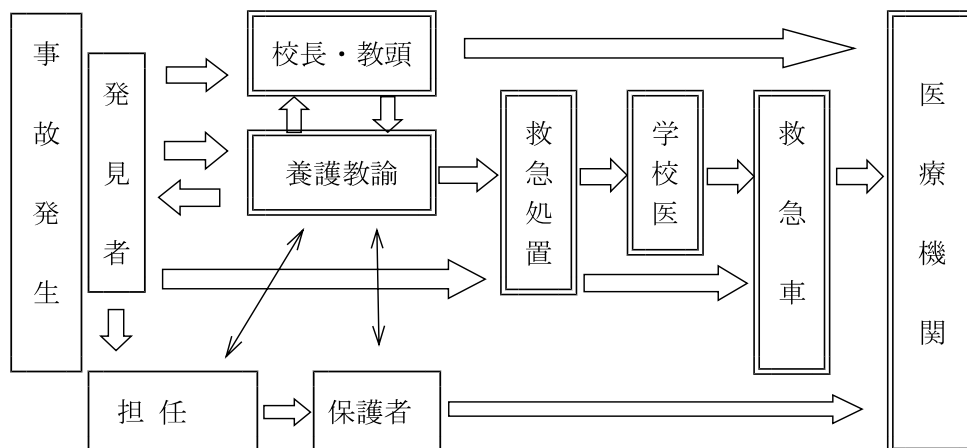 事故発生
発見者
校長・教頭
養護教論
救急処置
学校医
救急車
医療機関
担任
保護者